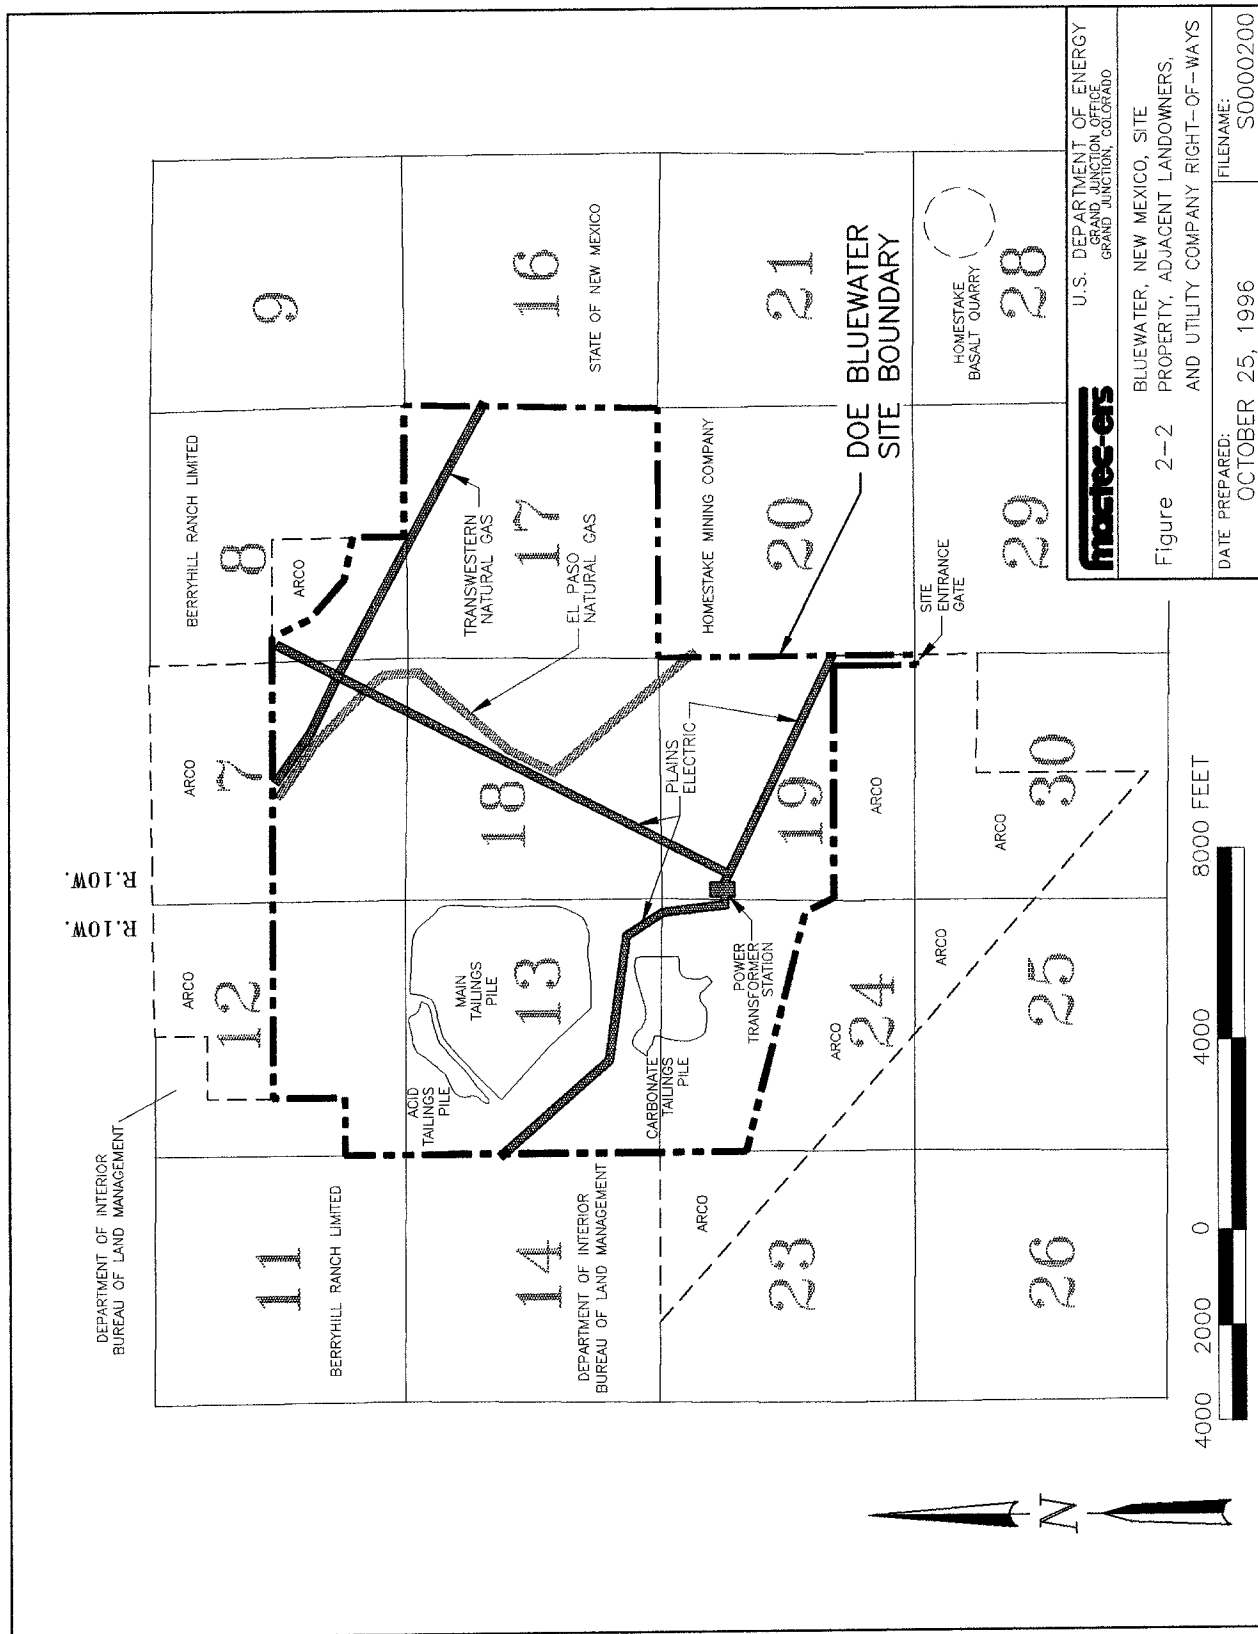 DEPARTMENT OF INTERIOR
BUREAU OF LAND MANAGEMENT
R.10W.
R.10W.
11
BERRYHILL RANCH LIMITED
ARCO
12
ARCO
7
BERRYHILL RANCH LIMITED
8
ARCO
9
14
DEPARTMENT OF INTERIOR
BUREAU OF LAND MANAGEMENT
ACID
TAILINGS
PILE
MAIN
TAILINGS
PILE
13
CARBONATE
TAILINGS
PILE
18
PLAINS
ELECTRIC
TRANSWESTERN
NATURAL GAS
17
EL PASO
NATURAL GAS
16
STATE OF NEW MEXICO
ARCO
23
POWER
TRANSFORMER
STATION
ARCO
24
19
ARCO
HOMESTAKE MINING COMPANY
20
DOE BLUEWATER
SITE BOUNDARY
21
SITE
ENTRANCE
GATE
26
ARCO
25
ARCO
30
29
HOMESTAKE
BASALT QUARRY
28
N
4000
2000
0
4000
8000 FEET
mactec-ers
U.S. DEPARTMENT OF ENERGY
GRAND JUNCTION OFFICE
GRAND JUNCTION, COLORADO
Figure 2-2
BLUEWATER, NEW MEXICO, SITE
PROPERTY, ADJACENT LANDOWNERS,
AND UTILITY COMPANY RIGHT-OF-WAYS
DATE PREPARED:
OCTOBER 25, 1996
FILENAME:
S0000200